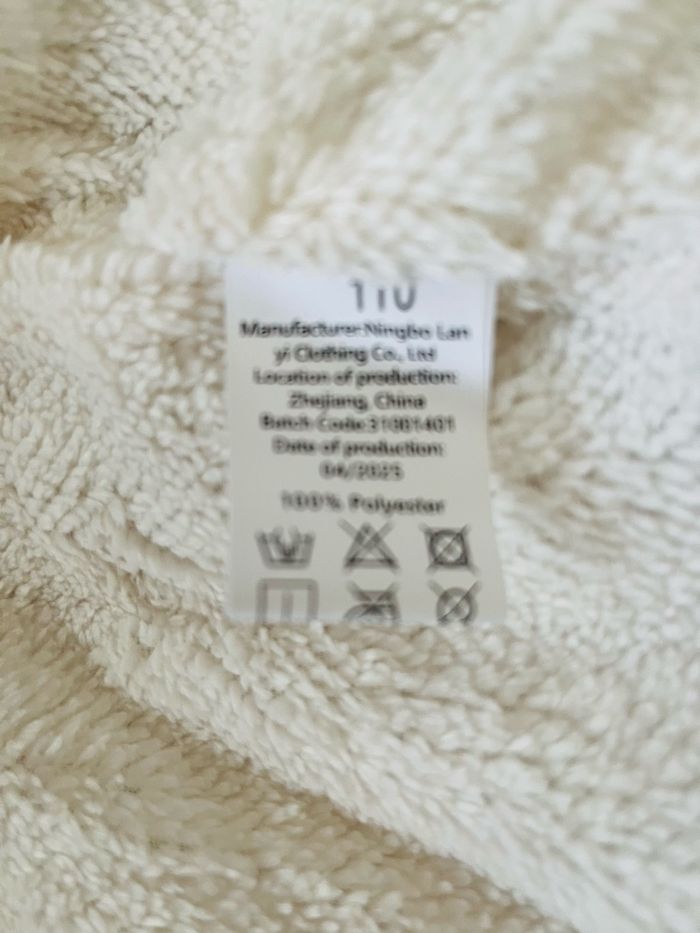 110
Manufacturer:Ningbo Lan
yi Clothing Co., Ltd
Location of production:
Zhejiang, China
Batch Code:31001401
Date of production:
04/2025
100% Polyester